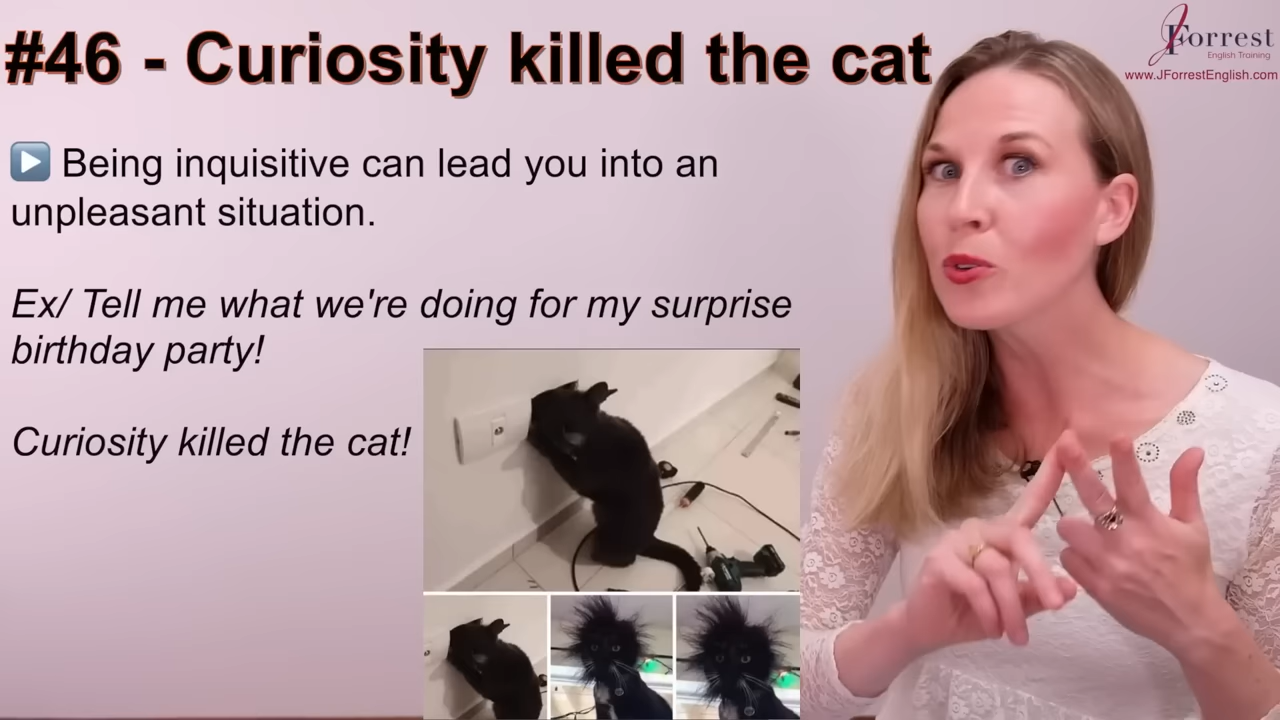 #46 - Curiosity killed the cat
JForrest
English Training
www.JForrestEnglish.com
Being inquisitive can lead you into an
unpleasant situation.
Ex/ Tell me what we're doing for my surprise
birthday party!
Curiosity killed the cat!